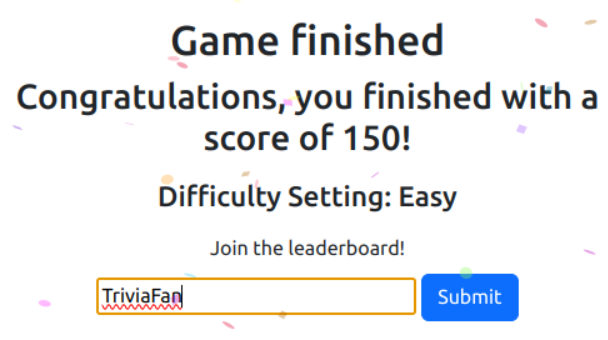 Game finished
Congratulations, you finished with a
score of 150!
Difficulty Setting: Easy
Join the leaderboard!
TriviaFan
Submit